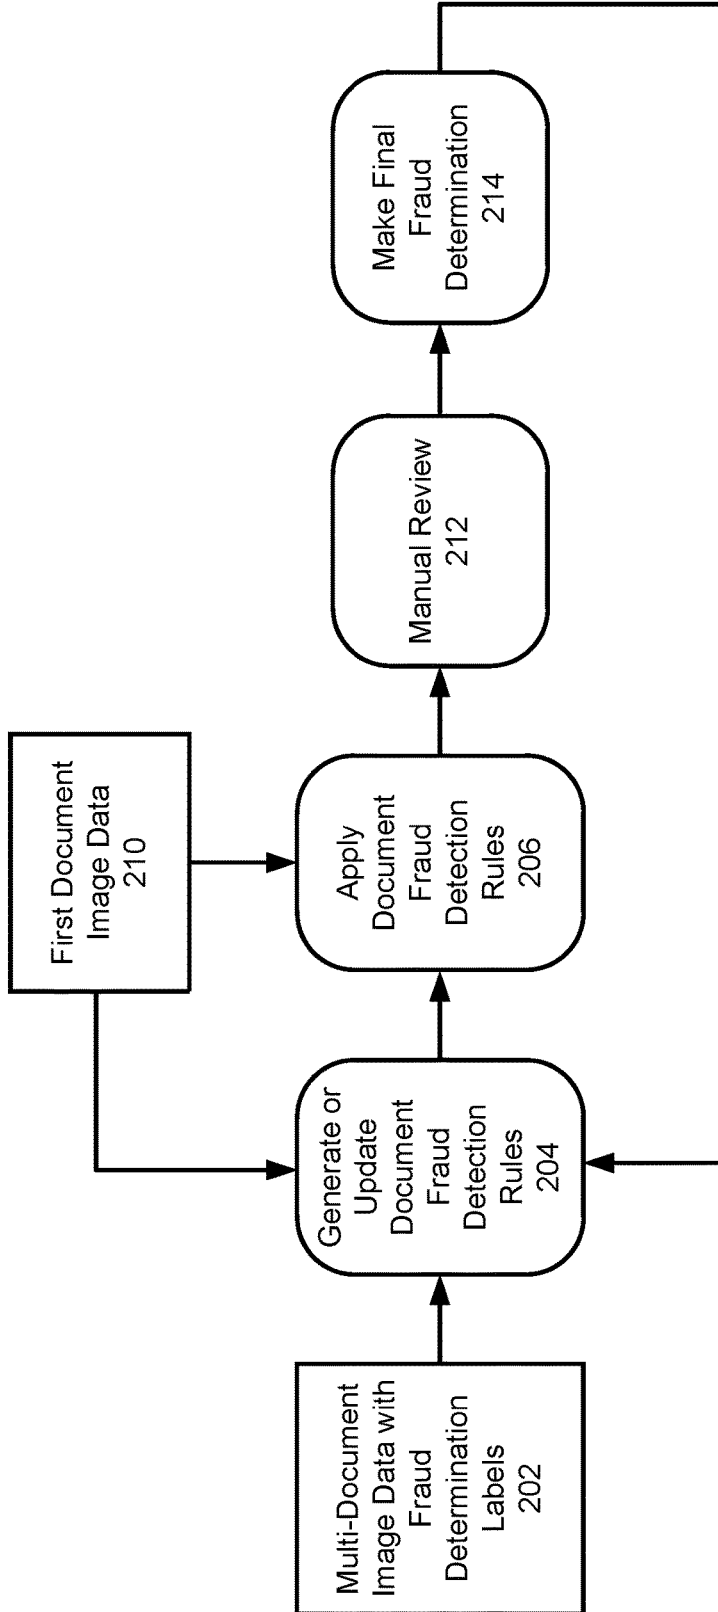 First Document
Image Data
210
Multi-Document
Image Data with
Fraud
Determination
Labels
202
Generate or
Update
Document
Fraud
Detection
Rules
204
Apply
Document
Fraud
Detection
Rules
206
Manual Review
212
Make Final
Fraud
Determination
214